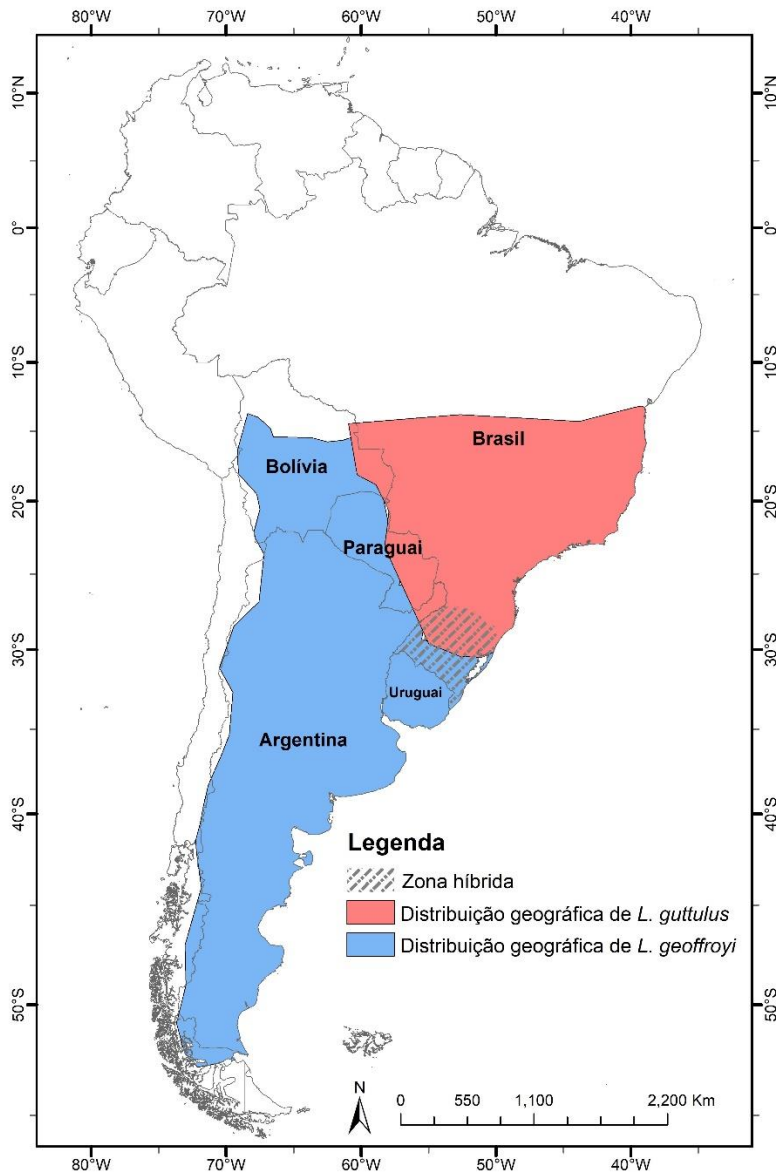 80°W 70°W 60°W 50°W 40°W
10°N 10°N
0° 0°
10°S 10°S
Brasil
Bolívia
20°S 20°S
Paraguai
30°S 30°S
Uruguai
Argentina
40°S 40°S
Legenda
Zona híbrida
Distribuição geográfica de L. guttulus
Distribuição geográfica de L. geoffroyi
50°S 50°S
N
0 550 1,100 2,200 Km
80°W 70°W 60°W 50°W 40°W